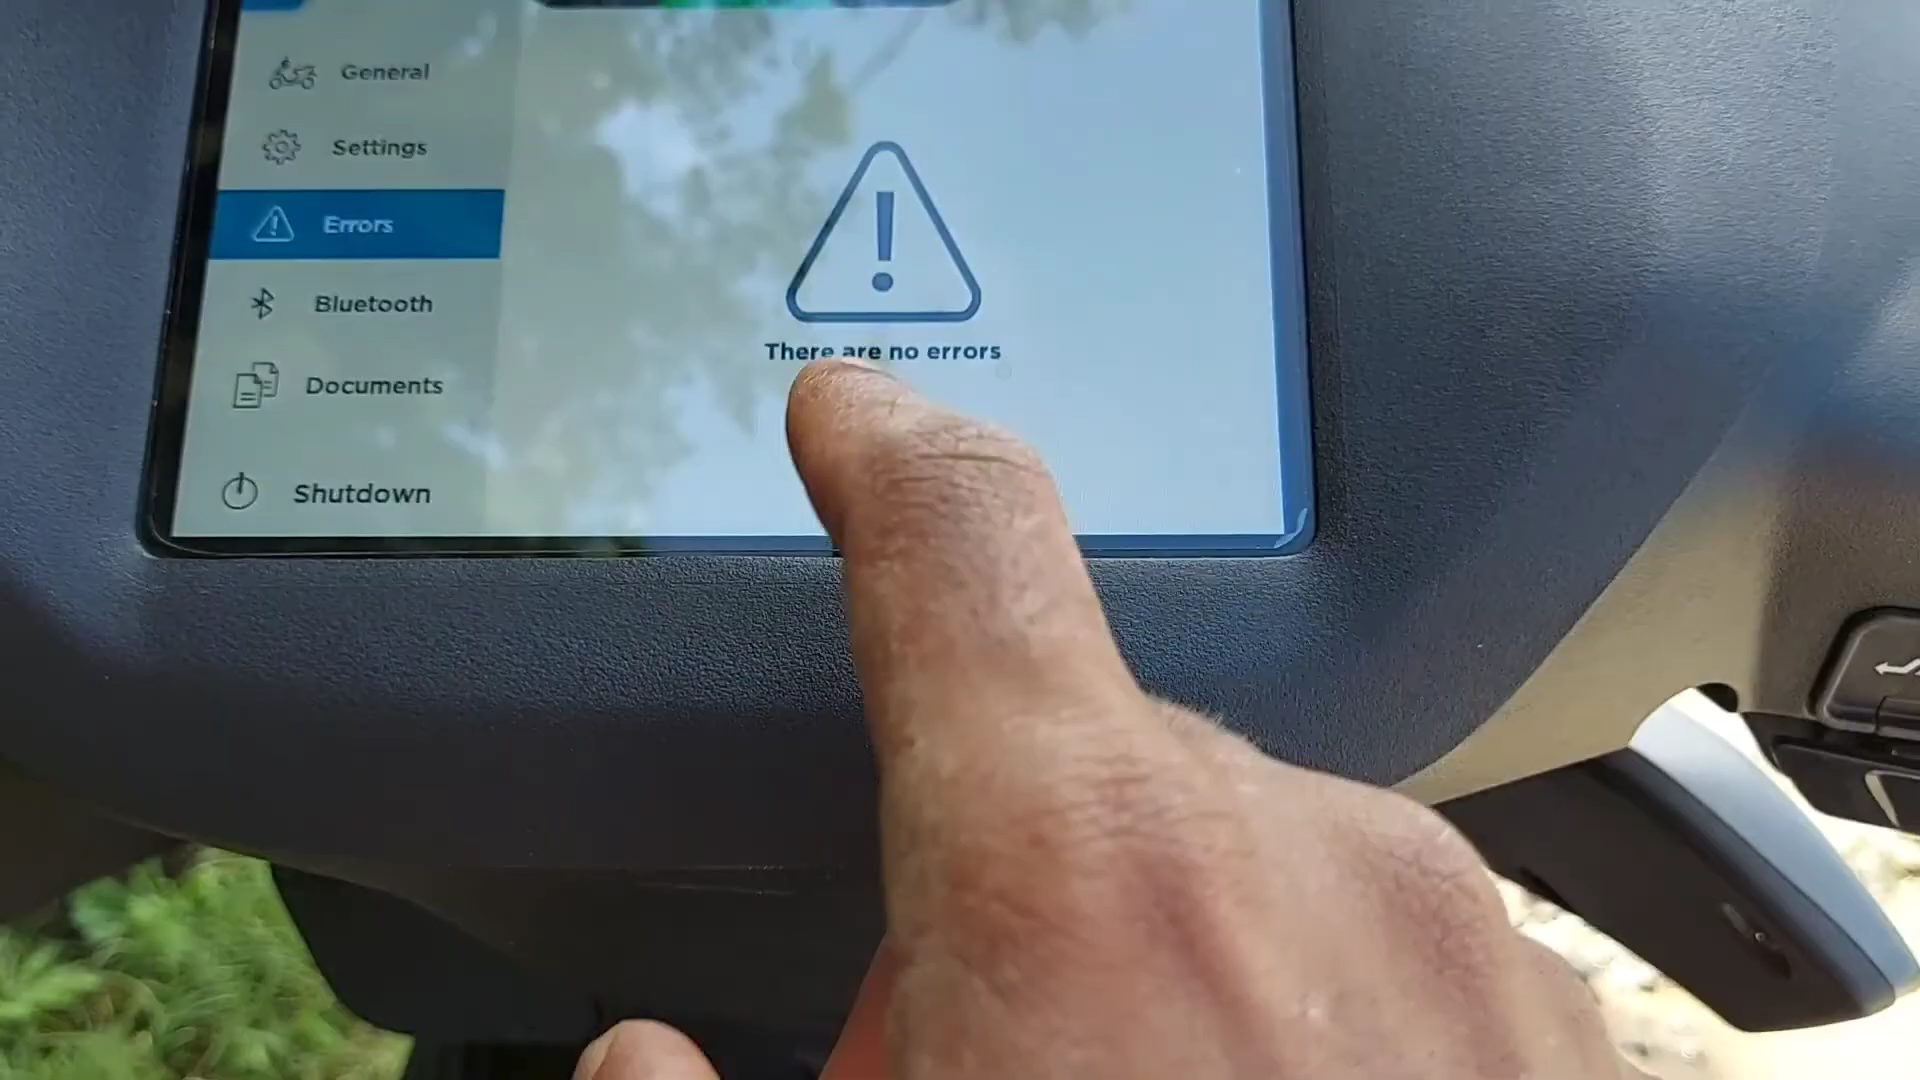 General
Settings
Errors
Bluetooth
Documents
Shutdown
There are no errors